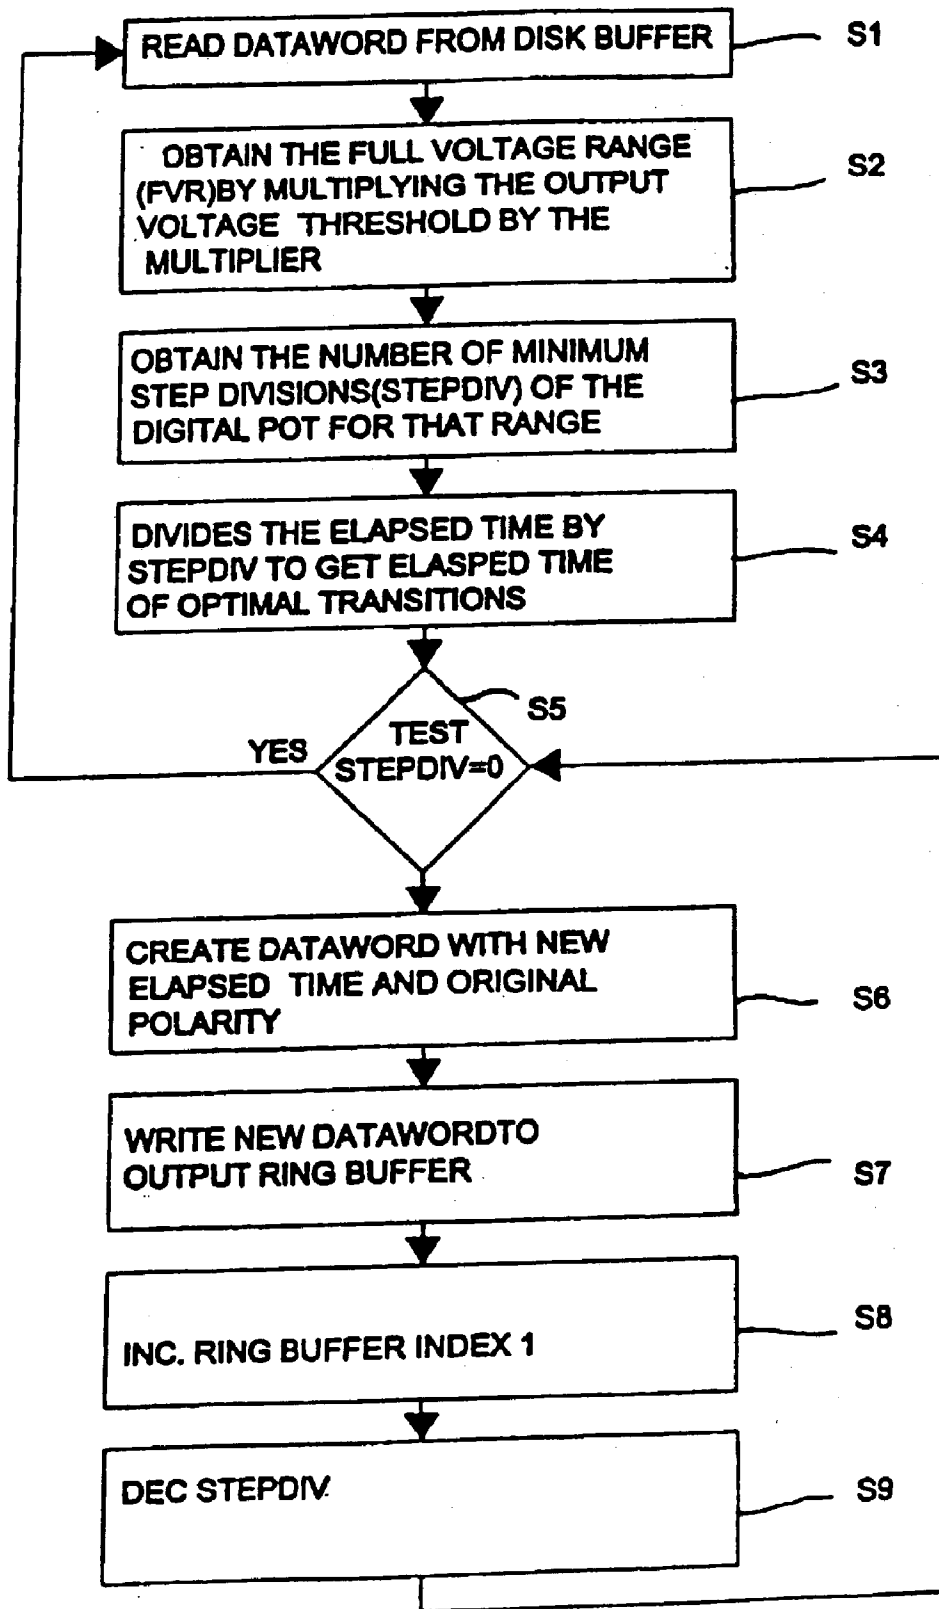 READ DATAWORD FROM DISK BUFFER
S1
OBTAIN THE FULL VOLTAGE RANGE
(FVR)BY MULTIPLYING THE OUTPUT
VOLTAGE THRESHOLD BY THE
MULTIPLIER
S2
OBTAIN THE NUMBER OF MINIMUM
STEP DIVISIONS(STEPDIV) OF THE
DIGITAL POT FOR THAT RANGE
S3
DIVIDES THE ELAPSED TIME BY
STEPDIV TO GET ELASPED TIME
OF OPTIMAL TRANSITIONS
S4
S5
YES
TEST
STEPDIV=0
CREATE DATAWORD WITH NEW
ELAPSED TIME AND ORIGINAL
POLARITY
S6
WRITE NEW DATAWORDTO
OUTPUT RING BUFFER
S7
INC. RING BUFFER INDEX 1
S8
DEC STEPDIV.
S9